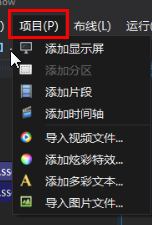 项目(P) 布线(L) 运行(
添加显示屏
添加分区
添加片段
添加时间轴
导入视频文件...
添加炫彩特效...
添加多彩文本...
导入图片文件...